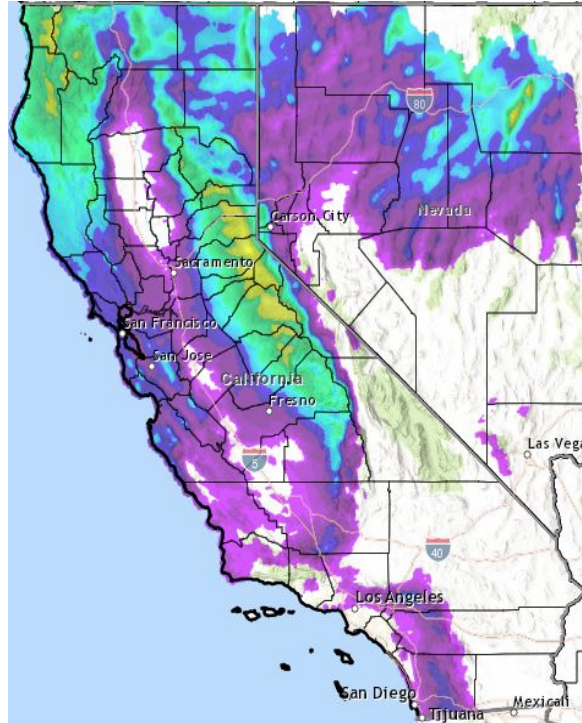 80
Nevada
Carson City
Sacramento
San Francisco
San Jose
California
Fresno
5
Las Vega
40
Los Angeles
San Diego
Tijuana
Mexicali